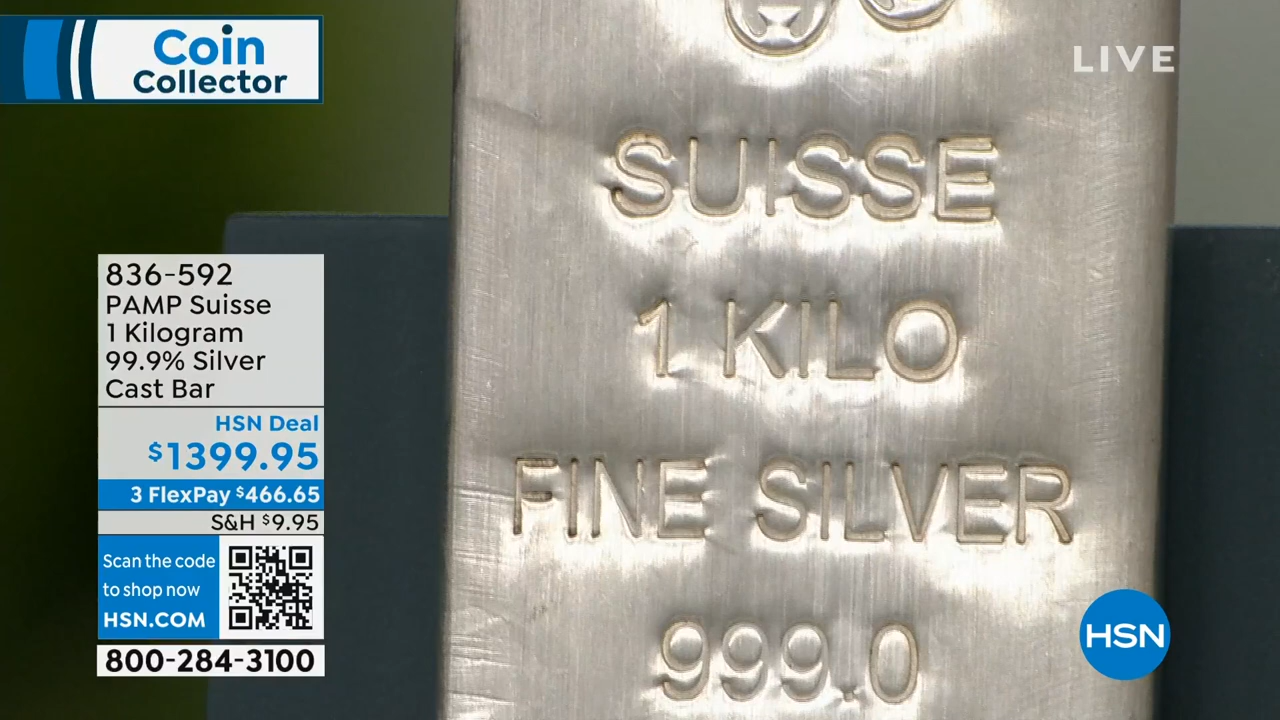 Coin
Collector
LIVE
SUISSE
1 KILO
FINE SILVER
999.0
836-592
PAMP Suisse
1 Kilogram
99.9% Silver
Cast Bar
HSN Deal
$1399.95
3 FlexPay $466.65
S&H $9.95
Scan the code
to shop now
HSN.COM
800-284-3100
HSN